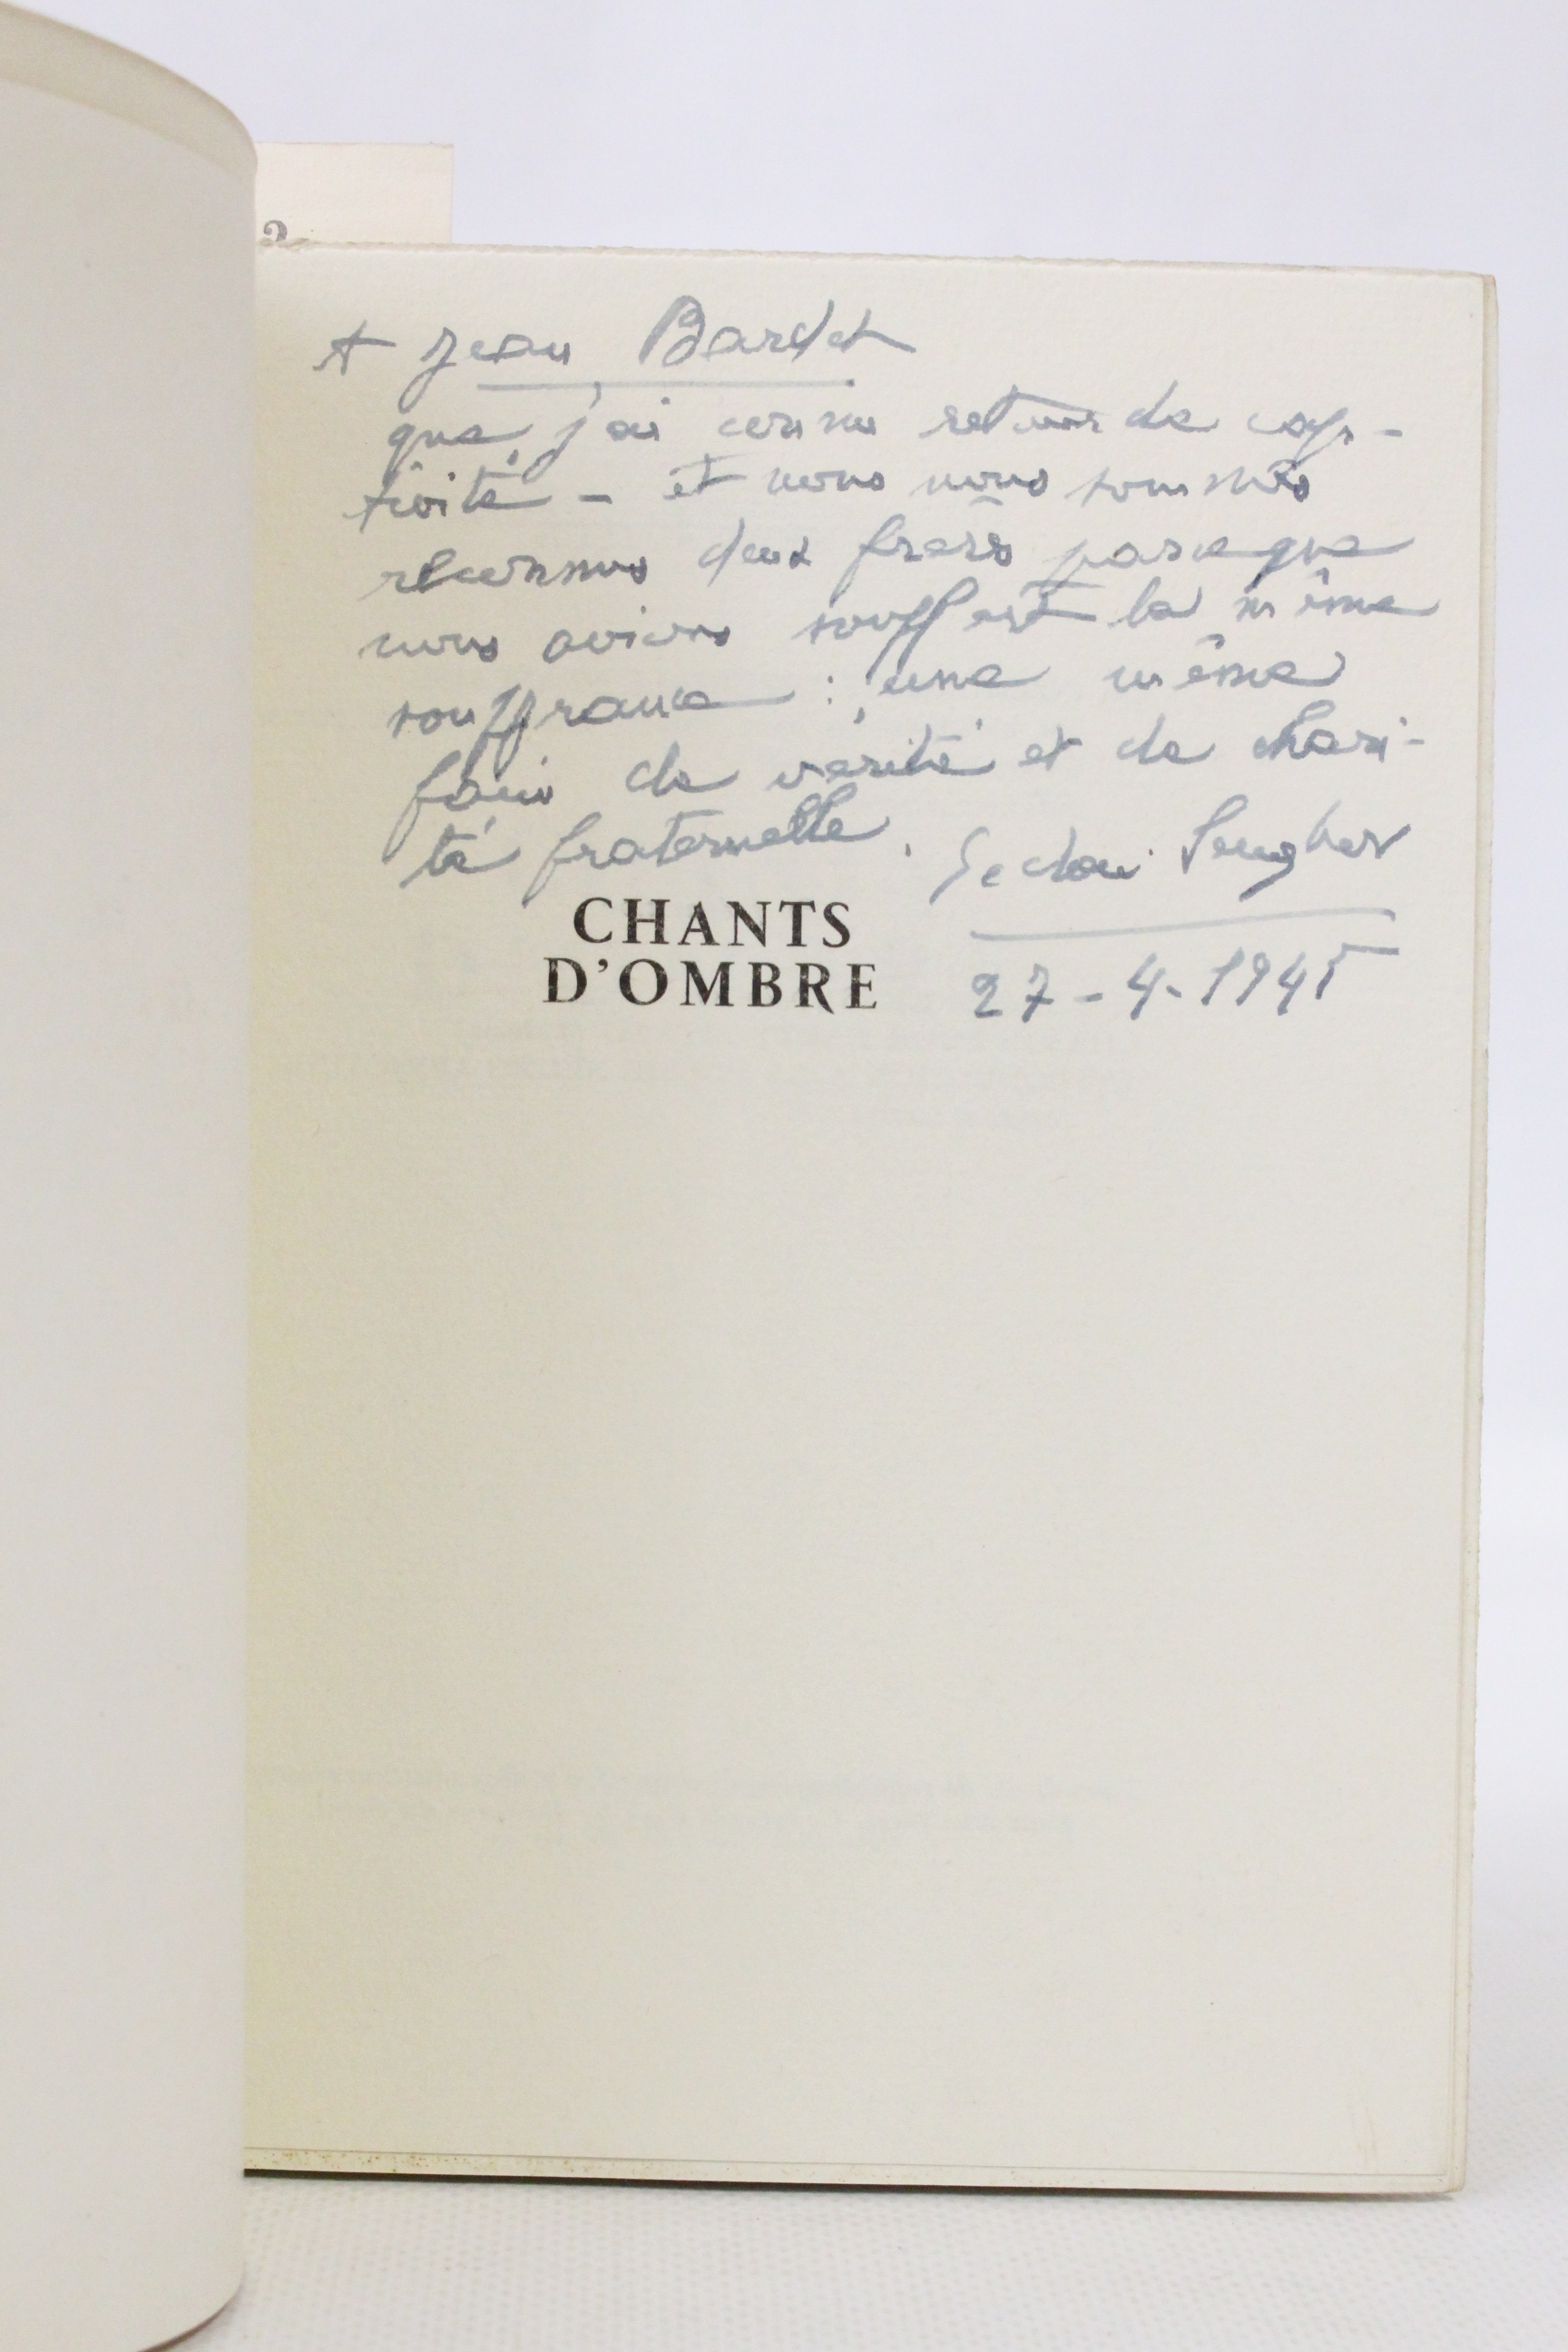 A Jean Bardet
que j'ai connu retour de cap-
tivité - et nous nous sommes
reconnus deux frères parce que
nous avions souffert la même
souffrance : une même
faim de vérité et de chari-
té fraternelle.
Sedar Senghor
27-4-1945
CHANTS
D'OMBRE